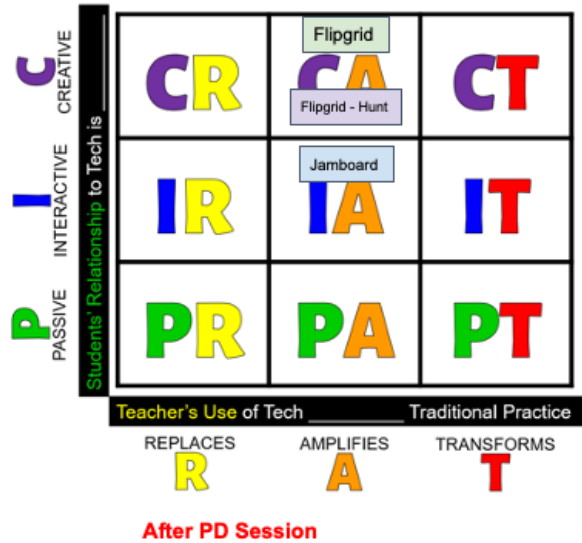 C
CREATIVE
I
INTERACTIVE
P
PASSIVE
Students' Relationship to Tech is ________
CR
Flipgrid
CA
Flipgrid - Hunt
CT
IR
Jamboard
IA
IT
PR
PA
PT
Teacher's Use of Tech __________ Traditional Practice
REPLACES
AMPLIFIES
TRANSFORMS
R
A
T
After PD Session